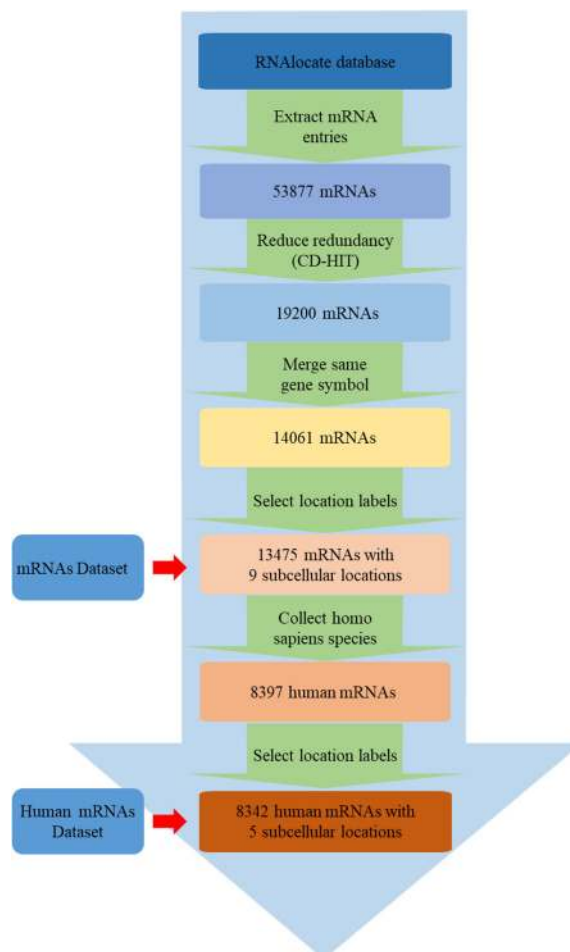 RNAlocate database
Extract mRNA
entries
53877 mRNAs
Reduce redundancy
(CD-HIT)
19200 mRNAs
Merge same
gene symbol
14061 mRNAs
Select location labels
mRNAs Dataset
13475 mRNAs with
9 subcellular locations
Collect homo
sapiens species
8397 human mRNAs
Select location labels
Human mRNAs
Dataset
8342 human mRNAs with
5 subcellular locations